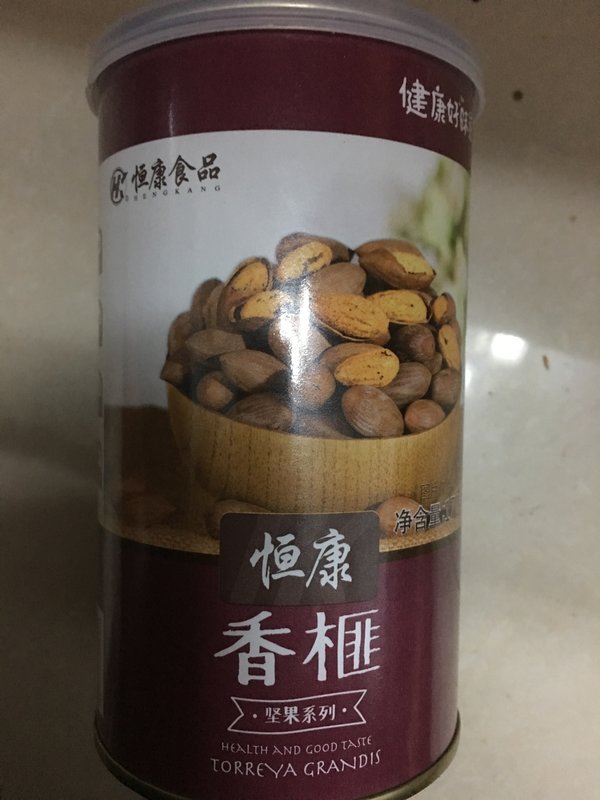 健康好味
恒康食品
HENGKANG
净含量
恒康
香榧
·坚果系列·
HEALTH AND GOOD TASTE
TORREYA GRANDIS